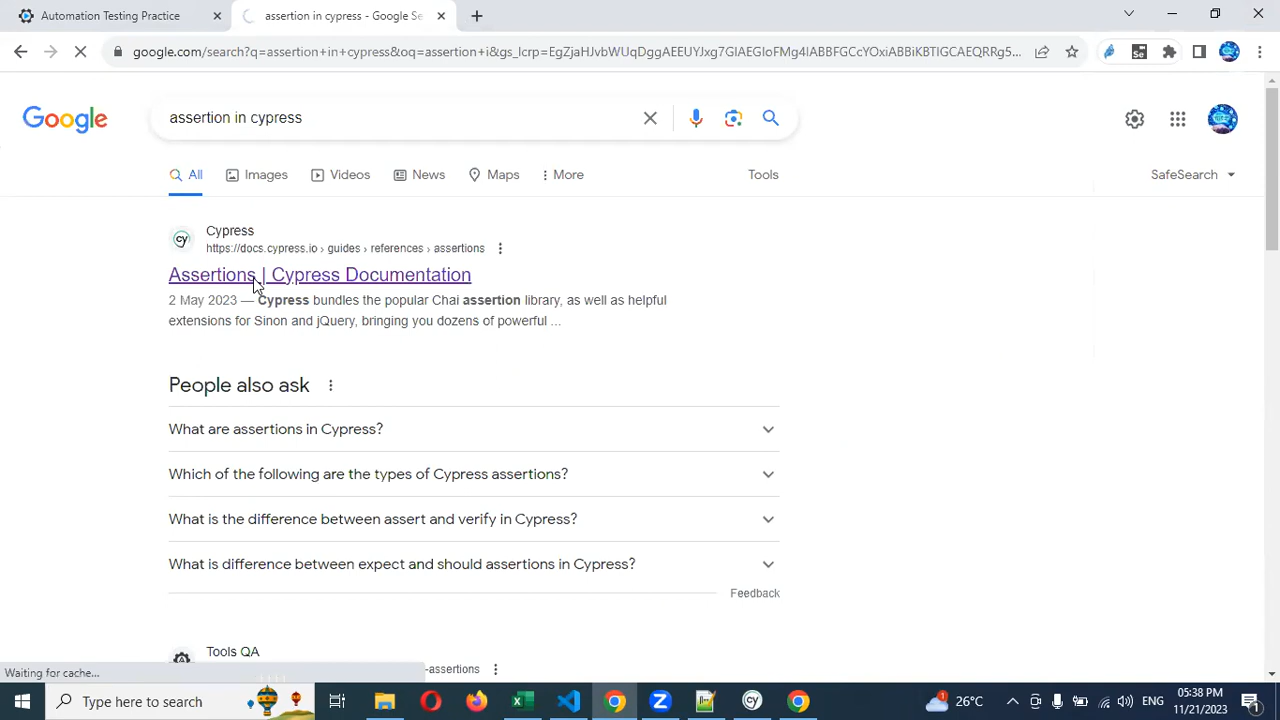 Automation Testing Practice
assertion in cypress - Google Se
google.com/search?q=assertion+in+cypress&oq=assertion+i&gs_lcrp=EgZjaHJvbWUqDggAEEUYJxg7GIAEGIoFMg4IABBFGCcYOxiABBiKBTIGCAEQRRg5...
Google
assertion in cypress
All
Images
Videos
News
Maps
More
Tools
SafeSearch
Cypress
cy
https://docs.cypress.io › guides › references › assertions
Assertions | Cypress Documentation
2 May 2023 — Cypress bundles the popular Chai assertion library, as well as helpful
extensions for Sinon and jQuery, bringing you dozens of powerful ...
People also ask
What are assertions in Cypress?
Which of the following are the types of Cypress assertions?
What is the difference between assert and verify in Cypress?
What is difference between expect and should assertions in Cypress?
Feedback
Tools QA
-assertions
Waiting for cache...
Type here to search
26°C
ENG
05:38 PM
11/21/2023